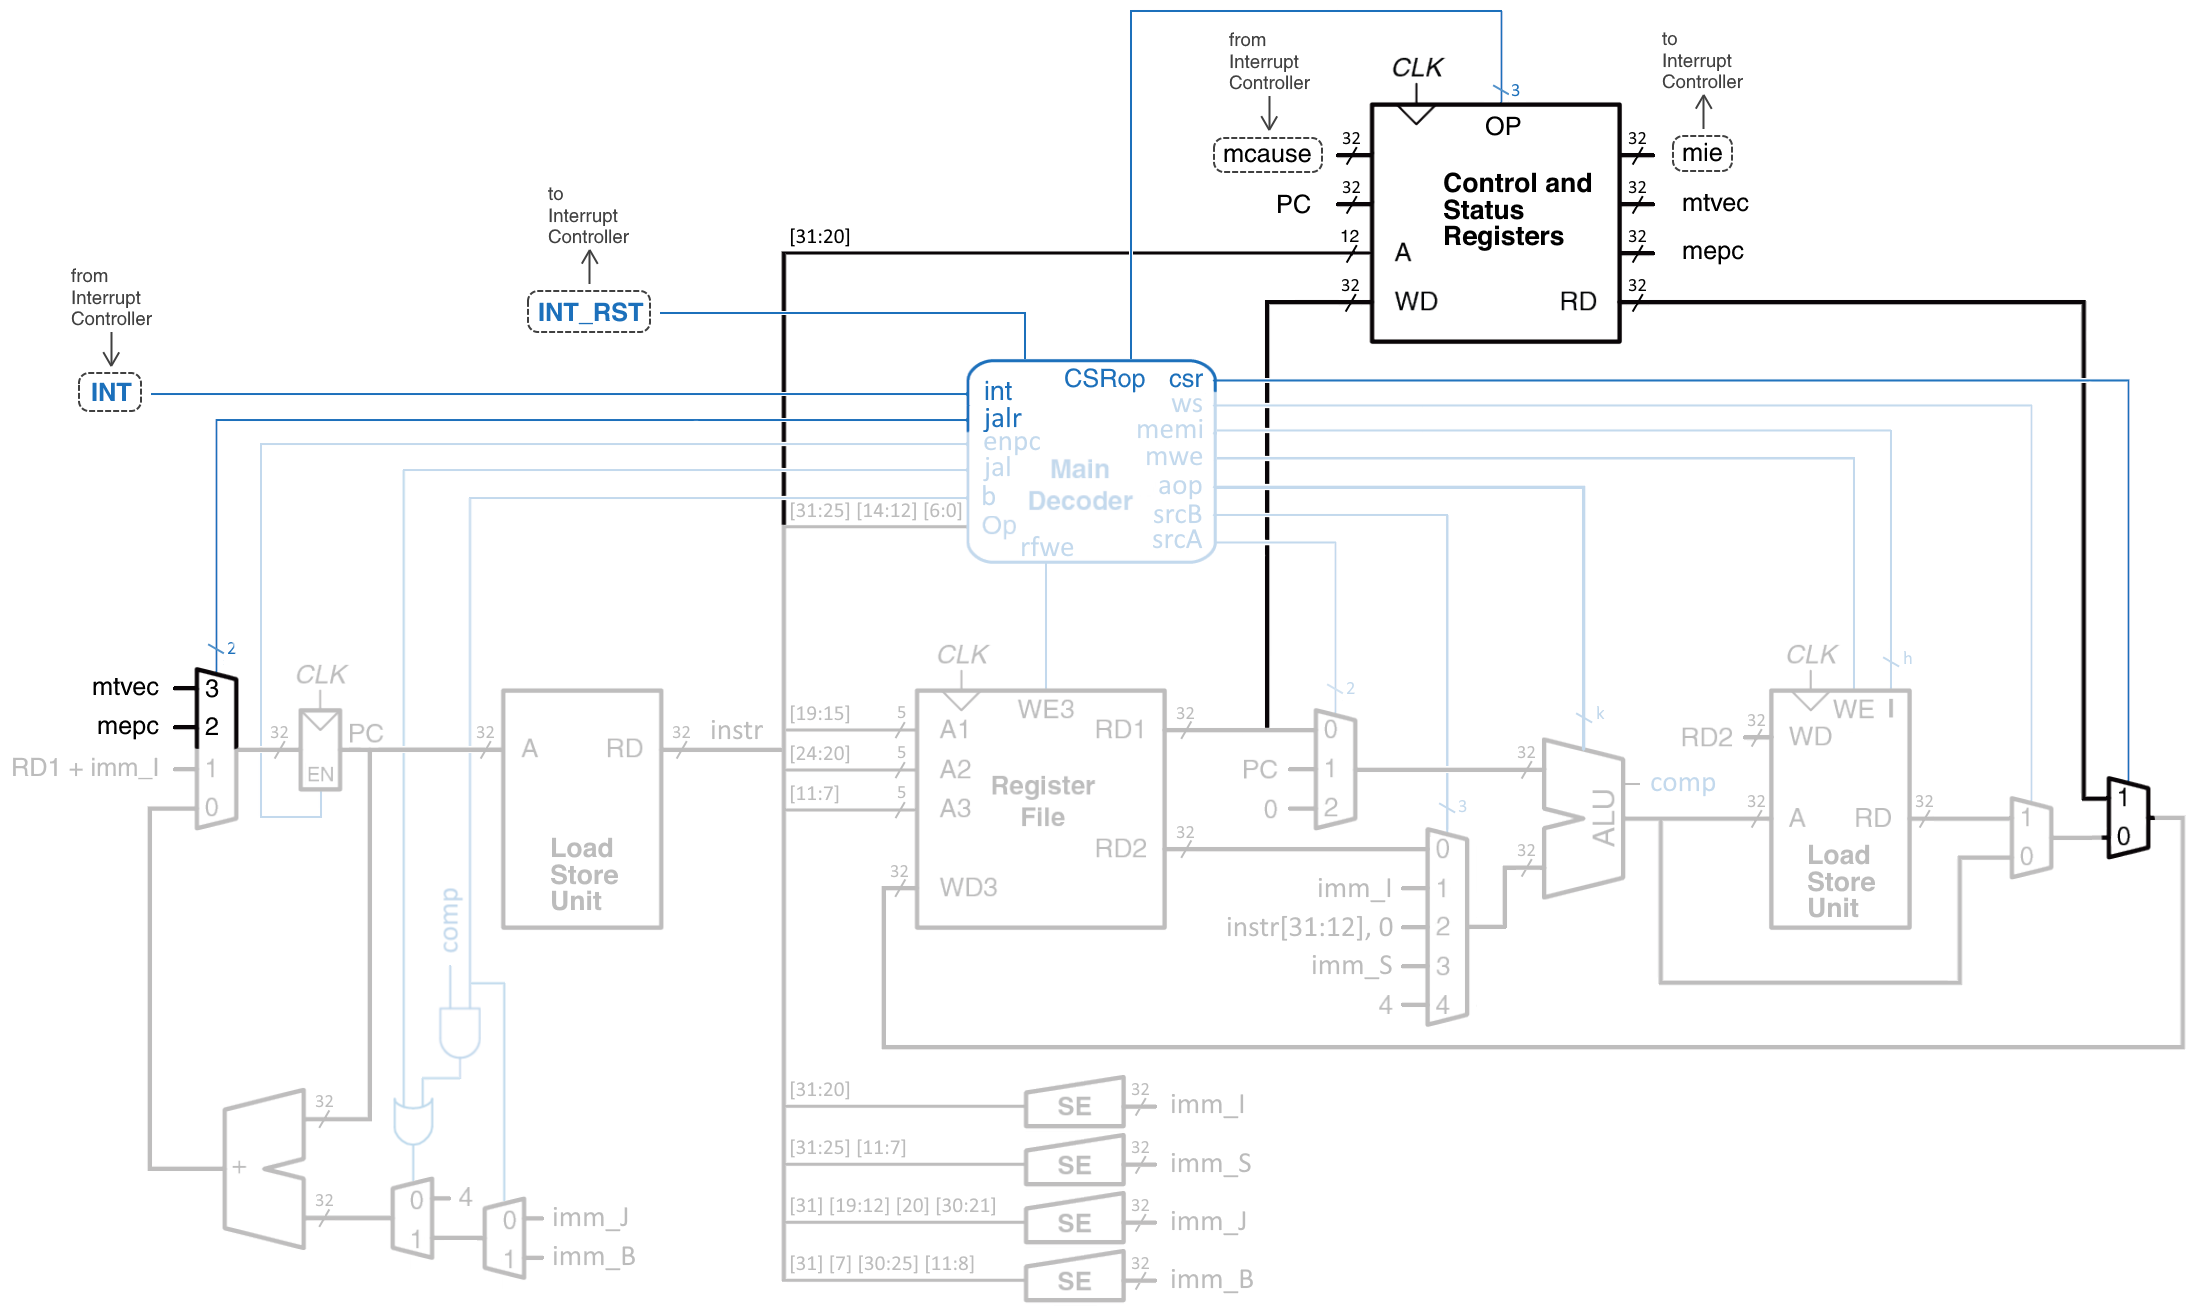 from
Interrupt
Controller
to
Interrupt
Controller
CLK
3
OP
32
mcause
32
mie
Control and
Status
Registers
32
PC
32
mtvec
[31:20]
12
A
32
mepc
32
WD
RD
32
to
Interrupt
Controller
INT_RST
from
Interrupt
Controller
INT
int
CSRop
csr
jalr
ws
enpc
memi
jal
Main
Decoder
mwe
b
aop
[31:25] [14:12] [6:0]
Op
srcB
rfwe
srcA
2
mtvec
3
mepc
2
RD1 + imm_I
1
0
CLK
32
PC
EN
32
A
RD
32
instr
Load
Store
Unit
CLK
[19:15]
5
A1
WE3
RD1
32
[24:20]
5
A2
Register
File
[11:7]
5
A3
RD2
32
32
WD3
2
0
PC
1
0
2
3
0
imm_I
1
instr[31:12], 0
2
imm_S
3
4
4
k
32
32
ALU
comp
CLK
h
WE
I
RD2
32
WD
32
A
RD
32
Load
Store
Unit
1
0
1
0
comp
32
+
32
0
4
1
0
imm_J
1
imm_B
[31:20]
SE
32
imm_I
[31:25] [11:7]
SE
32
imm_S
[31] [19:12] [20] [30:21]
SE
32
imm_J
[31] [7] [30:25] [11:8]
SE
32
imm_B